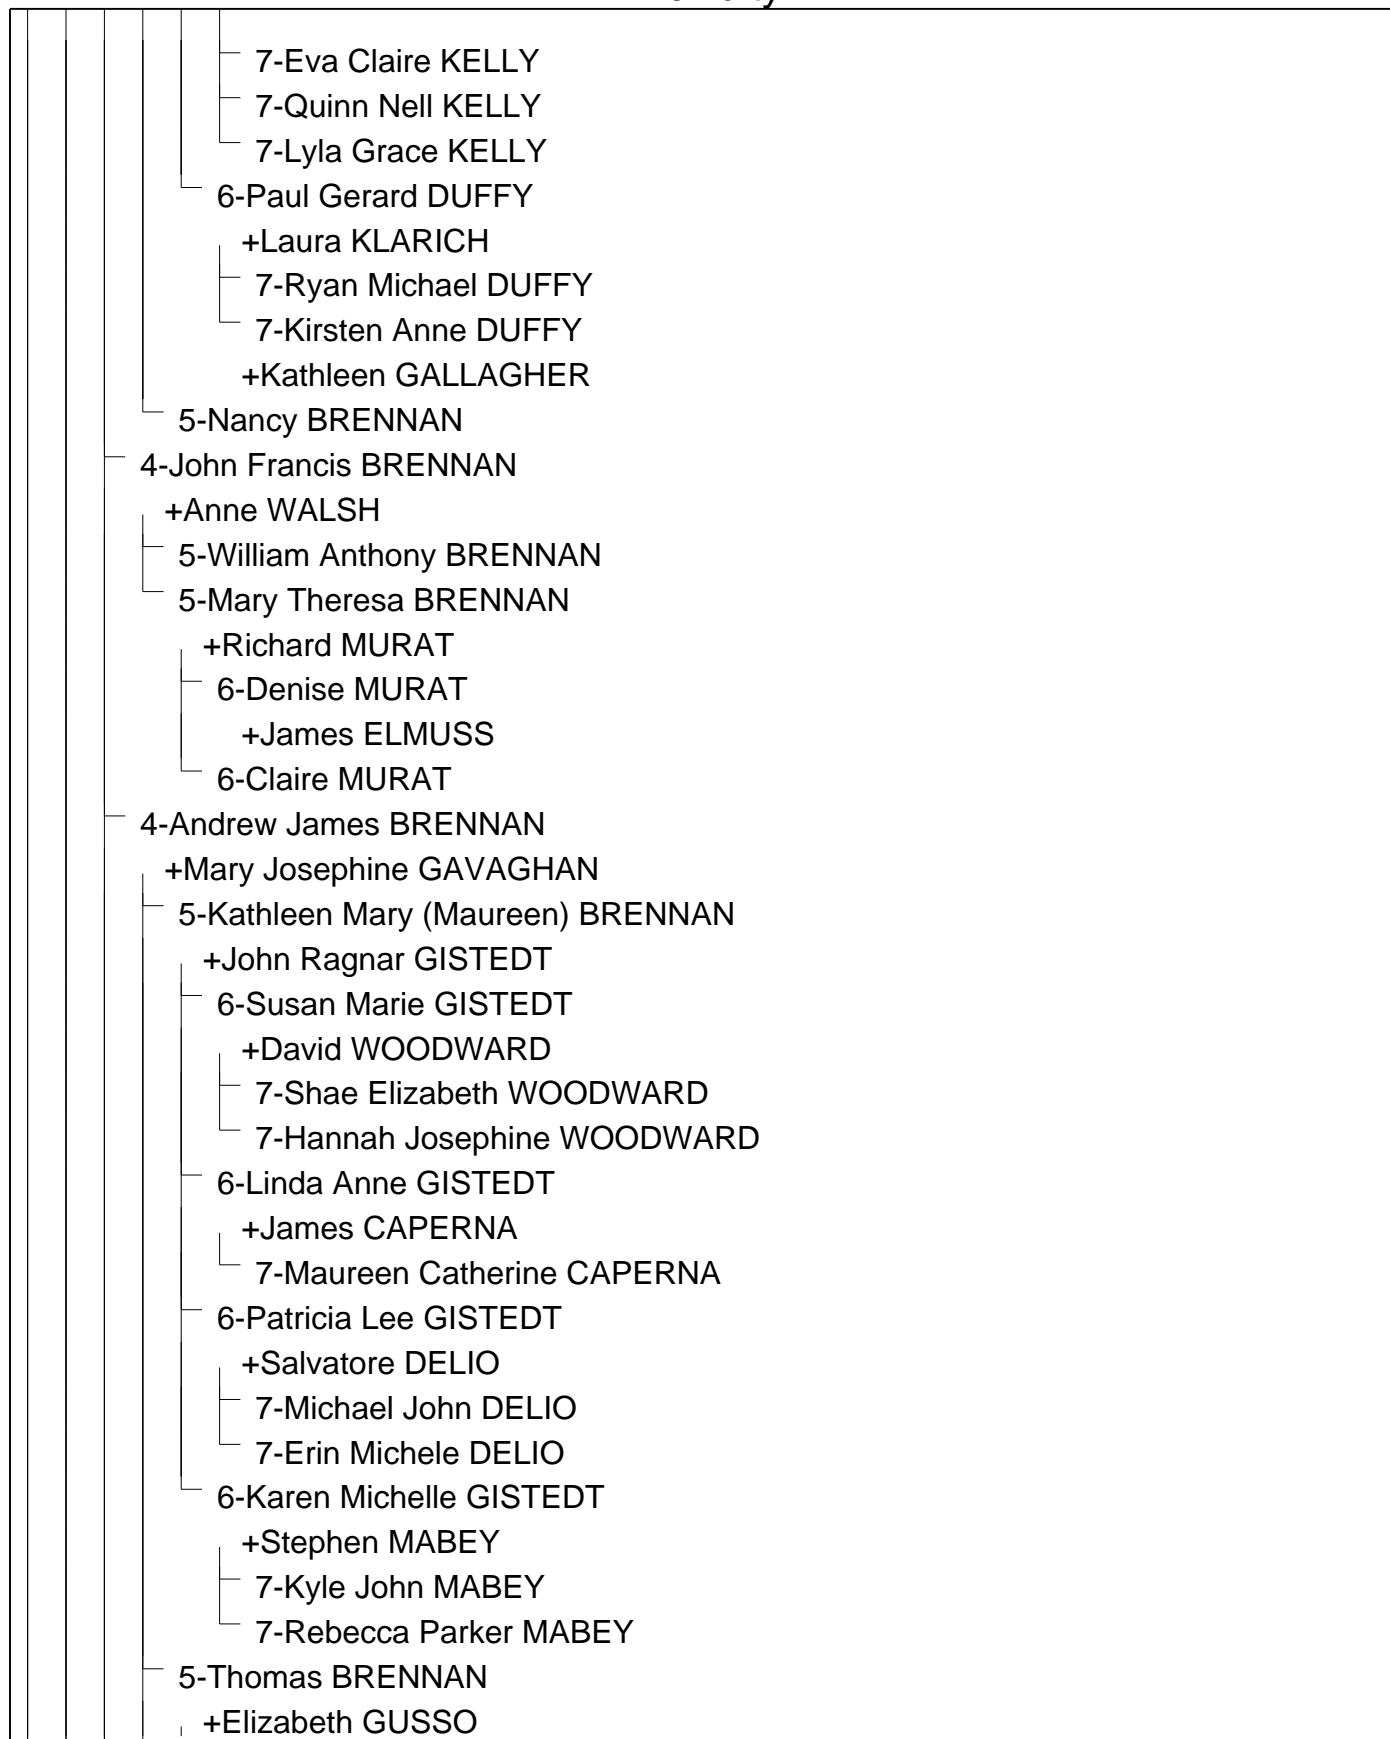 7-Eva Claire KELLY
7-Quinn Nell KELLY
7-Lyla Grace KELLY
6-Paul Gerard DUFFY
+Laura KLARICH
7-Ryan Michael DUFFY
7-Kirsten Anne DUFFY
+Kathleen GALLAGHER
5-Nancy BRENNAN
4-John Francis BRENNAN
+Anne WALSH
5-William Anthony BRENNAN
5-Mary Theresa BRENNAN
+Richard MURAT
6-Denise MURAT
+James ELMUSS
6-Claire MURAT
4-Andrew James BRENNAN
+Mary Josephine GAVAGHAN
5-Kathleen Mary (Maureen) BRENNAN
+John Ragnar GISTEDT
6-Susan Marie GISTEDT
+David WOODWARD
7-Shae Elizabeth WOODWARD
7-Hannah Josephine WOODWARD
6-Linda Anne GISTEDT
+James CAPERNA
7-Maureen Catherine CAPERNA
6-Patricia Lee GISTEDT
+Salvatore DELIO
7-Michael John DELIO
7-Erin Michele DELIO
6-Karen Michelle GISTEDT
+Stephen MABEY
7-Kyle John MABEY
7-Rebecca Parker MABEY
5-Thomas BRENNAN
+Elizabeth GUSSO